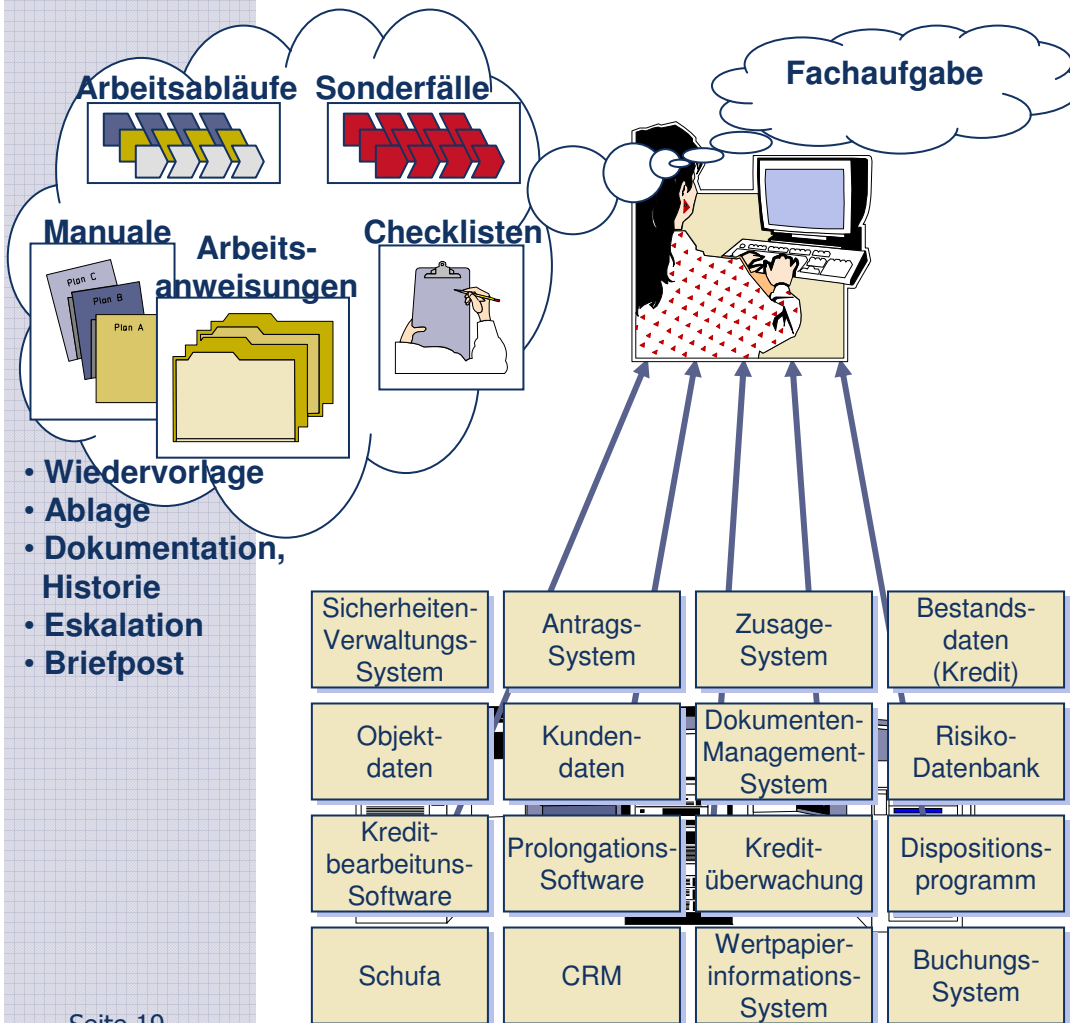 Arbeitsabläufe
Sonderfälle
Fachaufgabe
Manuale
Arbeits-
anweisungen
Checklisten
Plan C
Plan B
Plan A
• Wiedervorlage
• Ablage
• Dokumentation,
Historie
• Eskalation
• Briefpost
Sicherheiten-
Verwaltungs-
System
Antrags-
System
Zusage-
System
Bestands-
daten
(Kredit)
Objekt-
daten
Kunden-
daten
Dokumenten-
Management-
System
Risiko-
Datenbank
Kredit-
bearbeituns-
Software
Prolongations-
Software
Kredit-
überwachung
Dispositions-
programm
Schufa
CRM
Wertpapier-
informations-
System
Buchungs-
System
Seite 19